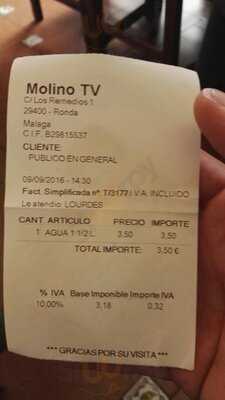 Molino TV
C/ Los Remedios 1
29400 - Ronda
Malaga
C.I.F. B29815537
CLIENTE:
PUBLICO EN GENERAL
09/09/2016 - 14:30
Fact. Simplificada nº T/3177 I.V.A. INCLUIDO
Le atendio: LOURDES
CANT ARTICULO PRECIO IMPORTE
1 AGUA 1 1/2 L. 3,50 3,50
TOTAL IMPORTE: 3,50 €
% IVA Base Imponible Importe IVA
10,00% 3,18 0,32
*** GRACIAS POR SU VISITA ***